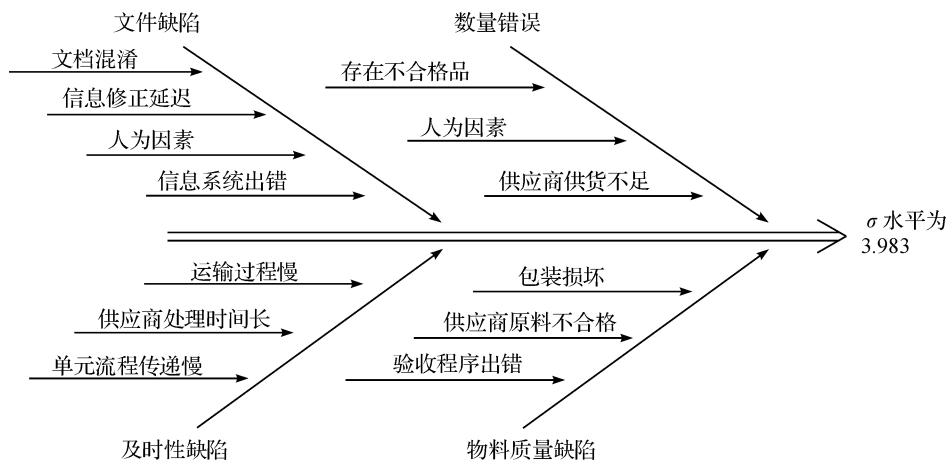 文件缺陷
文档混淆
信息修正延迟
人为因素
信息系统出错
数量错误
存在不合格品
人为因素
供应商供货不足
σ 水平为
3.983
运输过程慢
供应商处理时间长
单元流程传递慢
及时性缺陷
包装损坏
供应商原料不合格
验收程序出错
物料质量缺陷